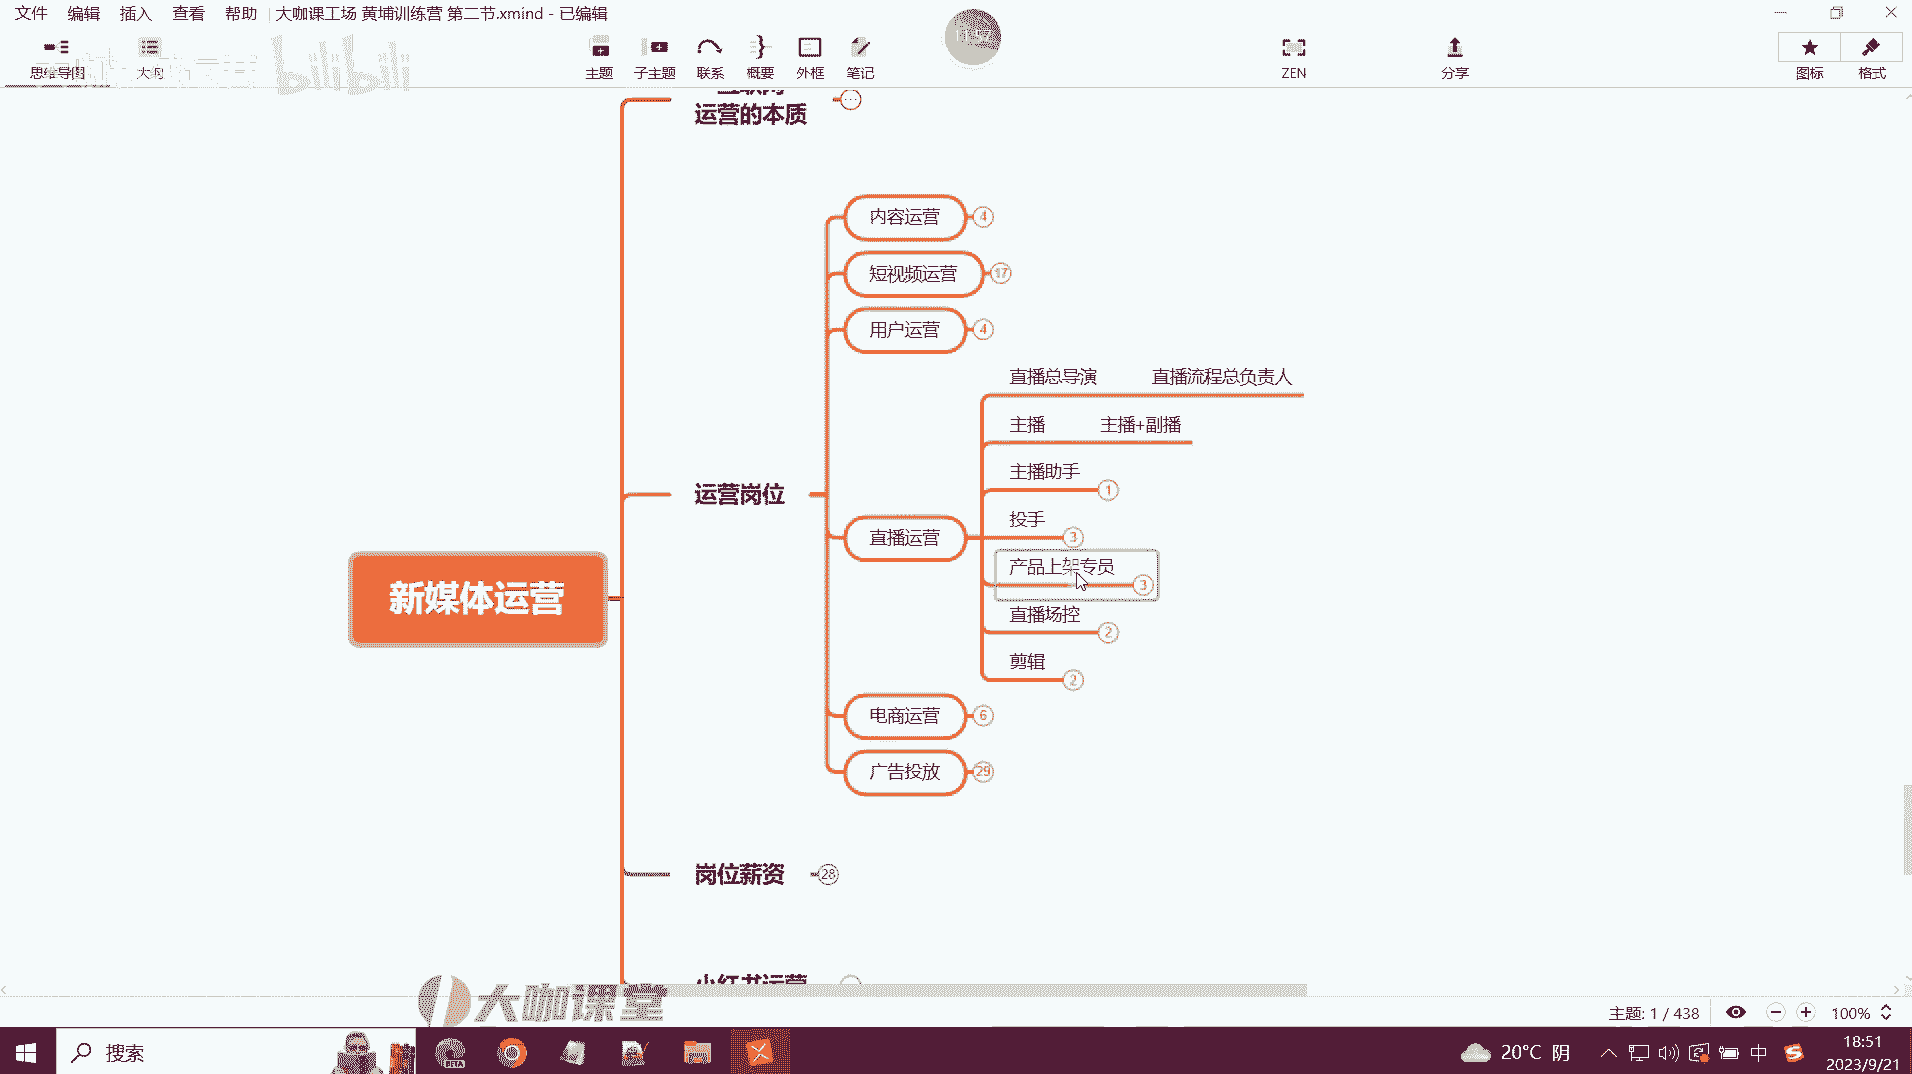 文件 编辑 插入 查看 帮助 大咖课工场 黄埔训练营 第二节.xmind - 已编辑
思维导图 大纲 主题 子主题 联系 概要 外框 笔记 ZEN 分享 图标 格式
bilibili
运营的本质
内容运营 4
短视频运营 17
用户运营 4
直播总导演 直播流程总负责人
主播 主播+副播
主播助手 1
投手 3
运营岗位
直播运营
产品上架专员 3
新媒体运营
直播场控 2
剪辑 2
电商运营 6
广告投放 29
岗位薪资 28
小红书运营
大咖课堂
主题: 1 / 438 100%
搜索 BETA 20°C 阴 中 18:51
2023/9/21